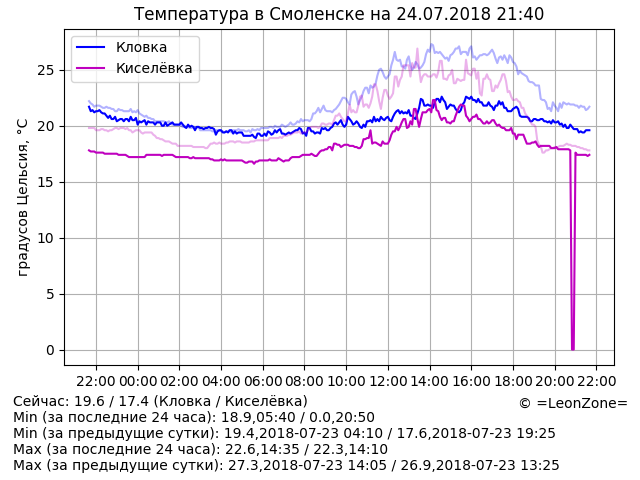 Температура в Смоленске на 24.07.2018 21:40
Кловка
Киселёвка
градусов Цельсия, °C
25
20
15
10
5
0
22:00 00:00 02:00 04:00 06:00 08:00 10:00 12:00 14:00 16:00 18:00 20:00 22:00
Сейчас: 19.6 / 17.4 (Кловка / Киселёвка)
© =LeonZone=
Min (за последние 24 часа): 18.9,05:40 / 0.0,20:50
Min (за предыдущие сутки): 19.4,2018-07-23 04:10 / 17.6,2018-07-23 19:25
Max (за последние 24 часа): 22.6,14:35 / 22.3,14:10
Max (за предыдущие сутки): 27.3,2018-07-23 14:05 / 26.9,2018-07-23 13:25